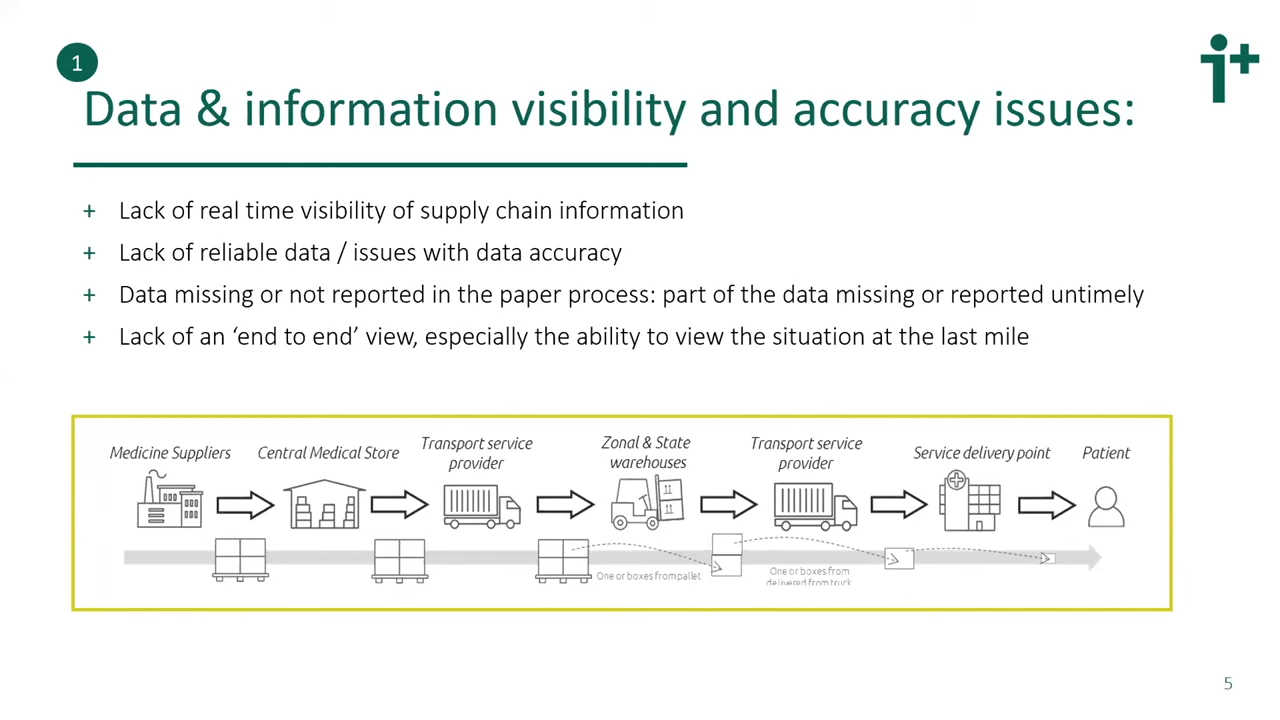 1
Data & information visibility and accuracy issues:
+ Lack of real time visibility of supply chain information
+ Lack of reliable data / issues with data accuracy
+ Data missing or not reported in the paper process: part of the data missing or reported untimely
+ Lack of an ‘end to end’ view, especially the ability to view the situation at the last mile
Medicine Suppliers
Central Medical Store
Transport service
provider
Zonal & State
warehouses
Transport service
provider
Service delivery point
Patient
One or boxes from pallet
One or boxes from
delivered from truck
5